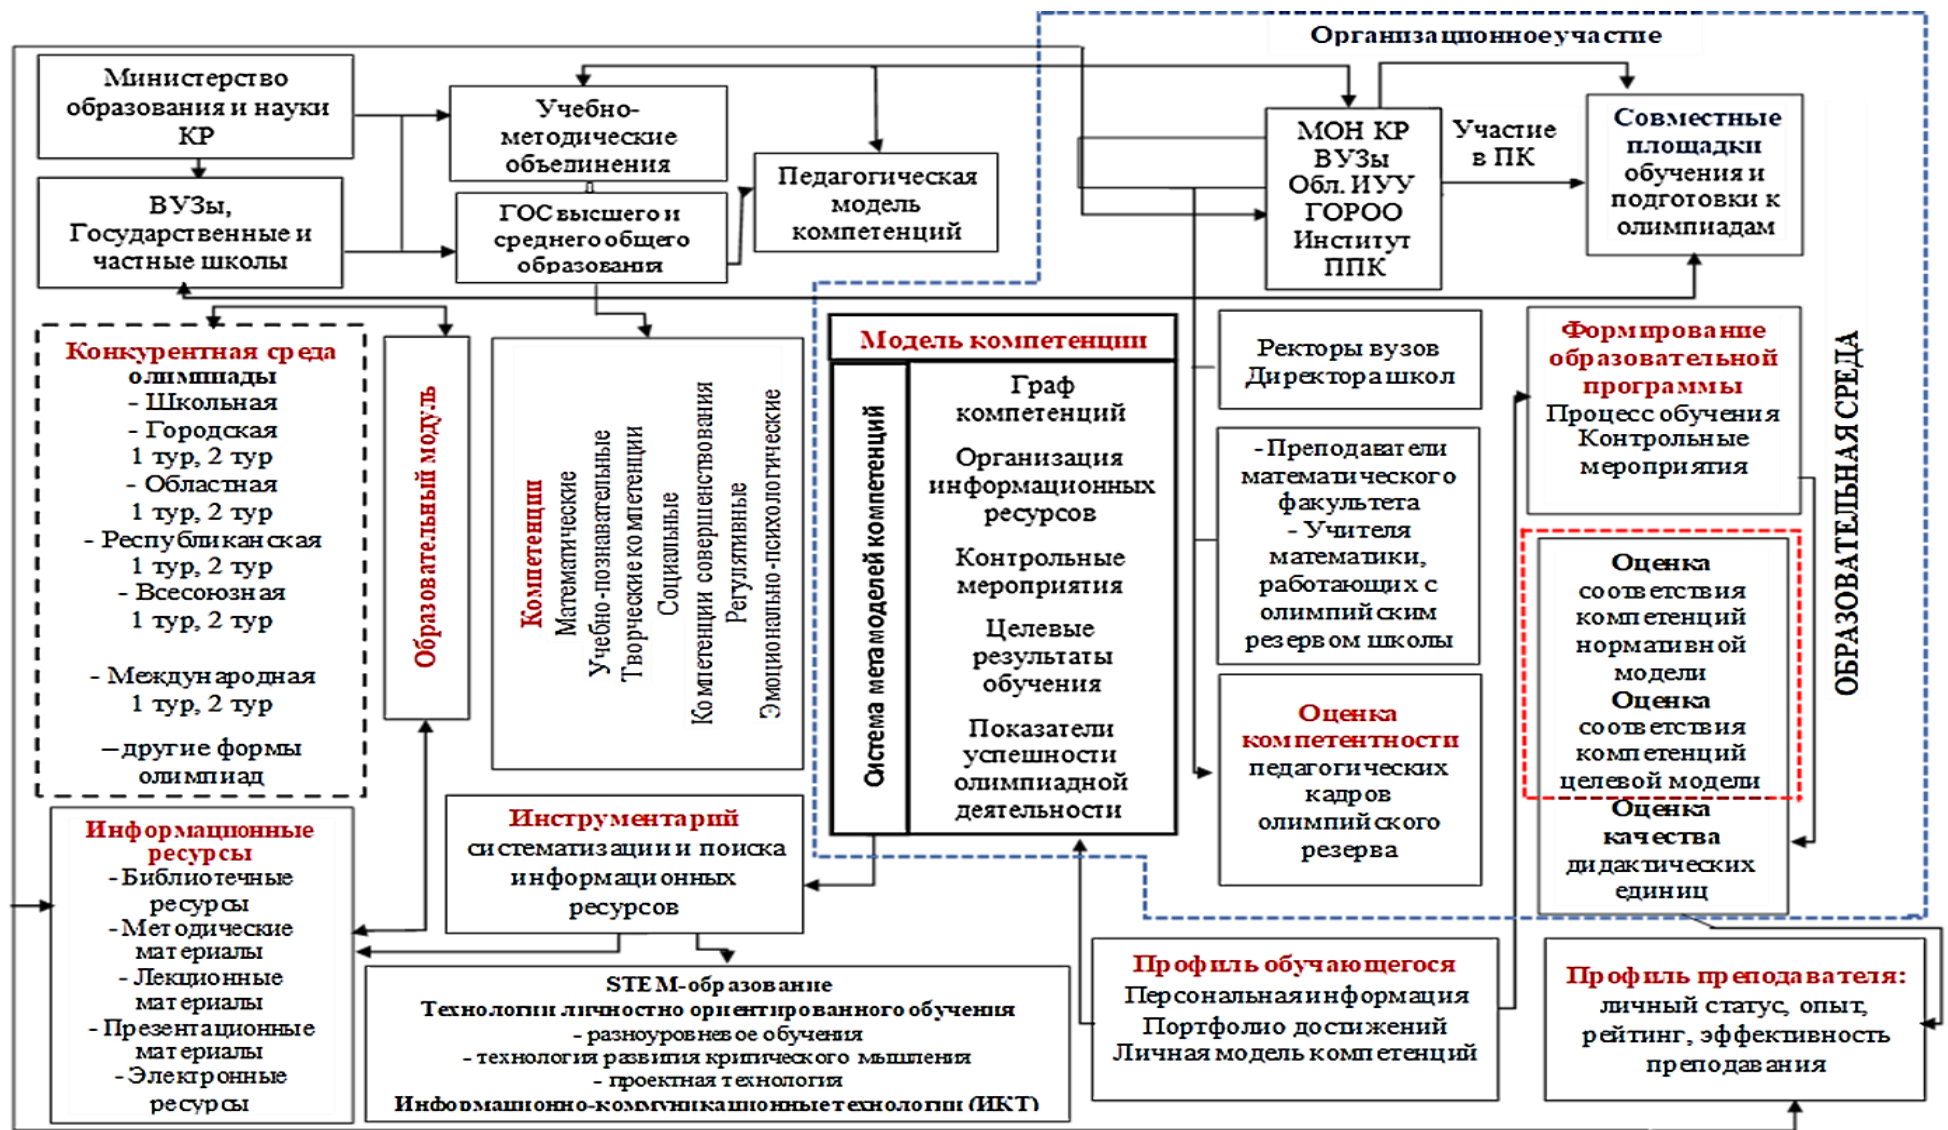 Организационное участие
Министерство
образования и науки
КР
ВУЗы,
Государственные и
частные школы
Учебно-
методические
объединения
ГОС высшего и
среднего общего
образования
Педагогическая
модель
компетенций
МОН КР
ВУЗы
Обл. ИУУ
ГОРОО
Институт
ППК
Участие
в ПК
Совместные
площадки
обучения и
подготовки к
олимпиадам
ОБРАЗОВАТЕЛЬНАЯ СРЕДА
Конкурентная среда
олимпиады
- Школьная
- Городская
1 тур, 2 тур
- Областная
1 тур, 2 тур
- Республиканская
1 тур, 2 тур
- Всесоюзная
1 тур, 2 тур
- Международная
1 тур, 2 тур
– другие формы
олимпиад
Образовательный модуль
Компетенции
Математические
Учебно-познавательные
Творческие компетенции
Социальные
Компетенции совершенствования
Регулятивные
Эмоционально-психологические
Модель компетенции
Система мета моделей компетенций
Граф
компетенций
Организация
информационных
ресурсов
Контрольные
мероприятия
Целевые
результаты
обучения
Показатели
успешности
олимпиадной
деятельности
Ректоры вузов
Директора школ
- Преподаватели
математического
факультета
- Учителя
математики,
работающих с
олимпийским
резервом школы
Оценка
компетентности
педагогических
кадров
олимпийского
резерва
Формирование
образовательной
программы
Процесс обучения
Контрольные
мероприятия
Оценка
соответствия
компетенций
нормативной
модели
Оценка
соответствия
компетенций
целевой модели
Оценка
качества
дидактических
единиц
Информационные
ресурсы
- Библиотечные
ресурсы
- Методические
материалы
- Лекционные
материалы
- Презентационные
материалы
- Электронные
ресурсы
Инструментарий
систематизации и поиска
информационных
ресурсов
STEM-образование
Технологии личностно ориентированного обучения
- разноуровневое обучения
- технология развития критического мышления
- проектная технология
Информационно-коммуникационные технологии (ИКТ)
Профиль обучающегося
Персональная информация
Портфолио достижений
Личная модель компетенций
Профиль преподавателя:
личный статус, опыт,
рейтинг, эффективность
преподавания